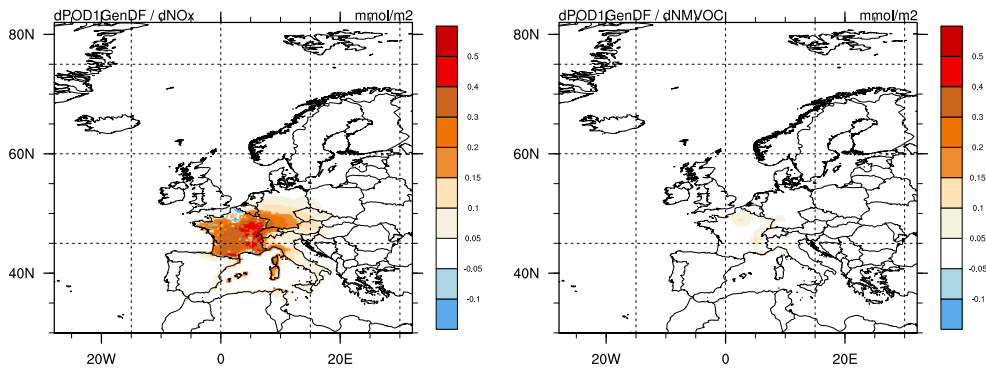 dPOD1GenDF / dNOx mmol/m2
80N
60N
40N
20W 0 20E
0.5
0.4
0.3
0.2
0.15
0.1
0.05
-0.05
-0.1
dPOD1GenDF / dNMVOC mmol/m2
80N
60N
40N
20W 0 20E
0.5
0.4
0.3
0.2
0.15
0.1
0.05
-0.05
-0.1